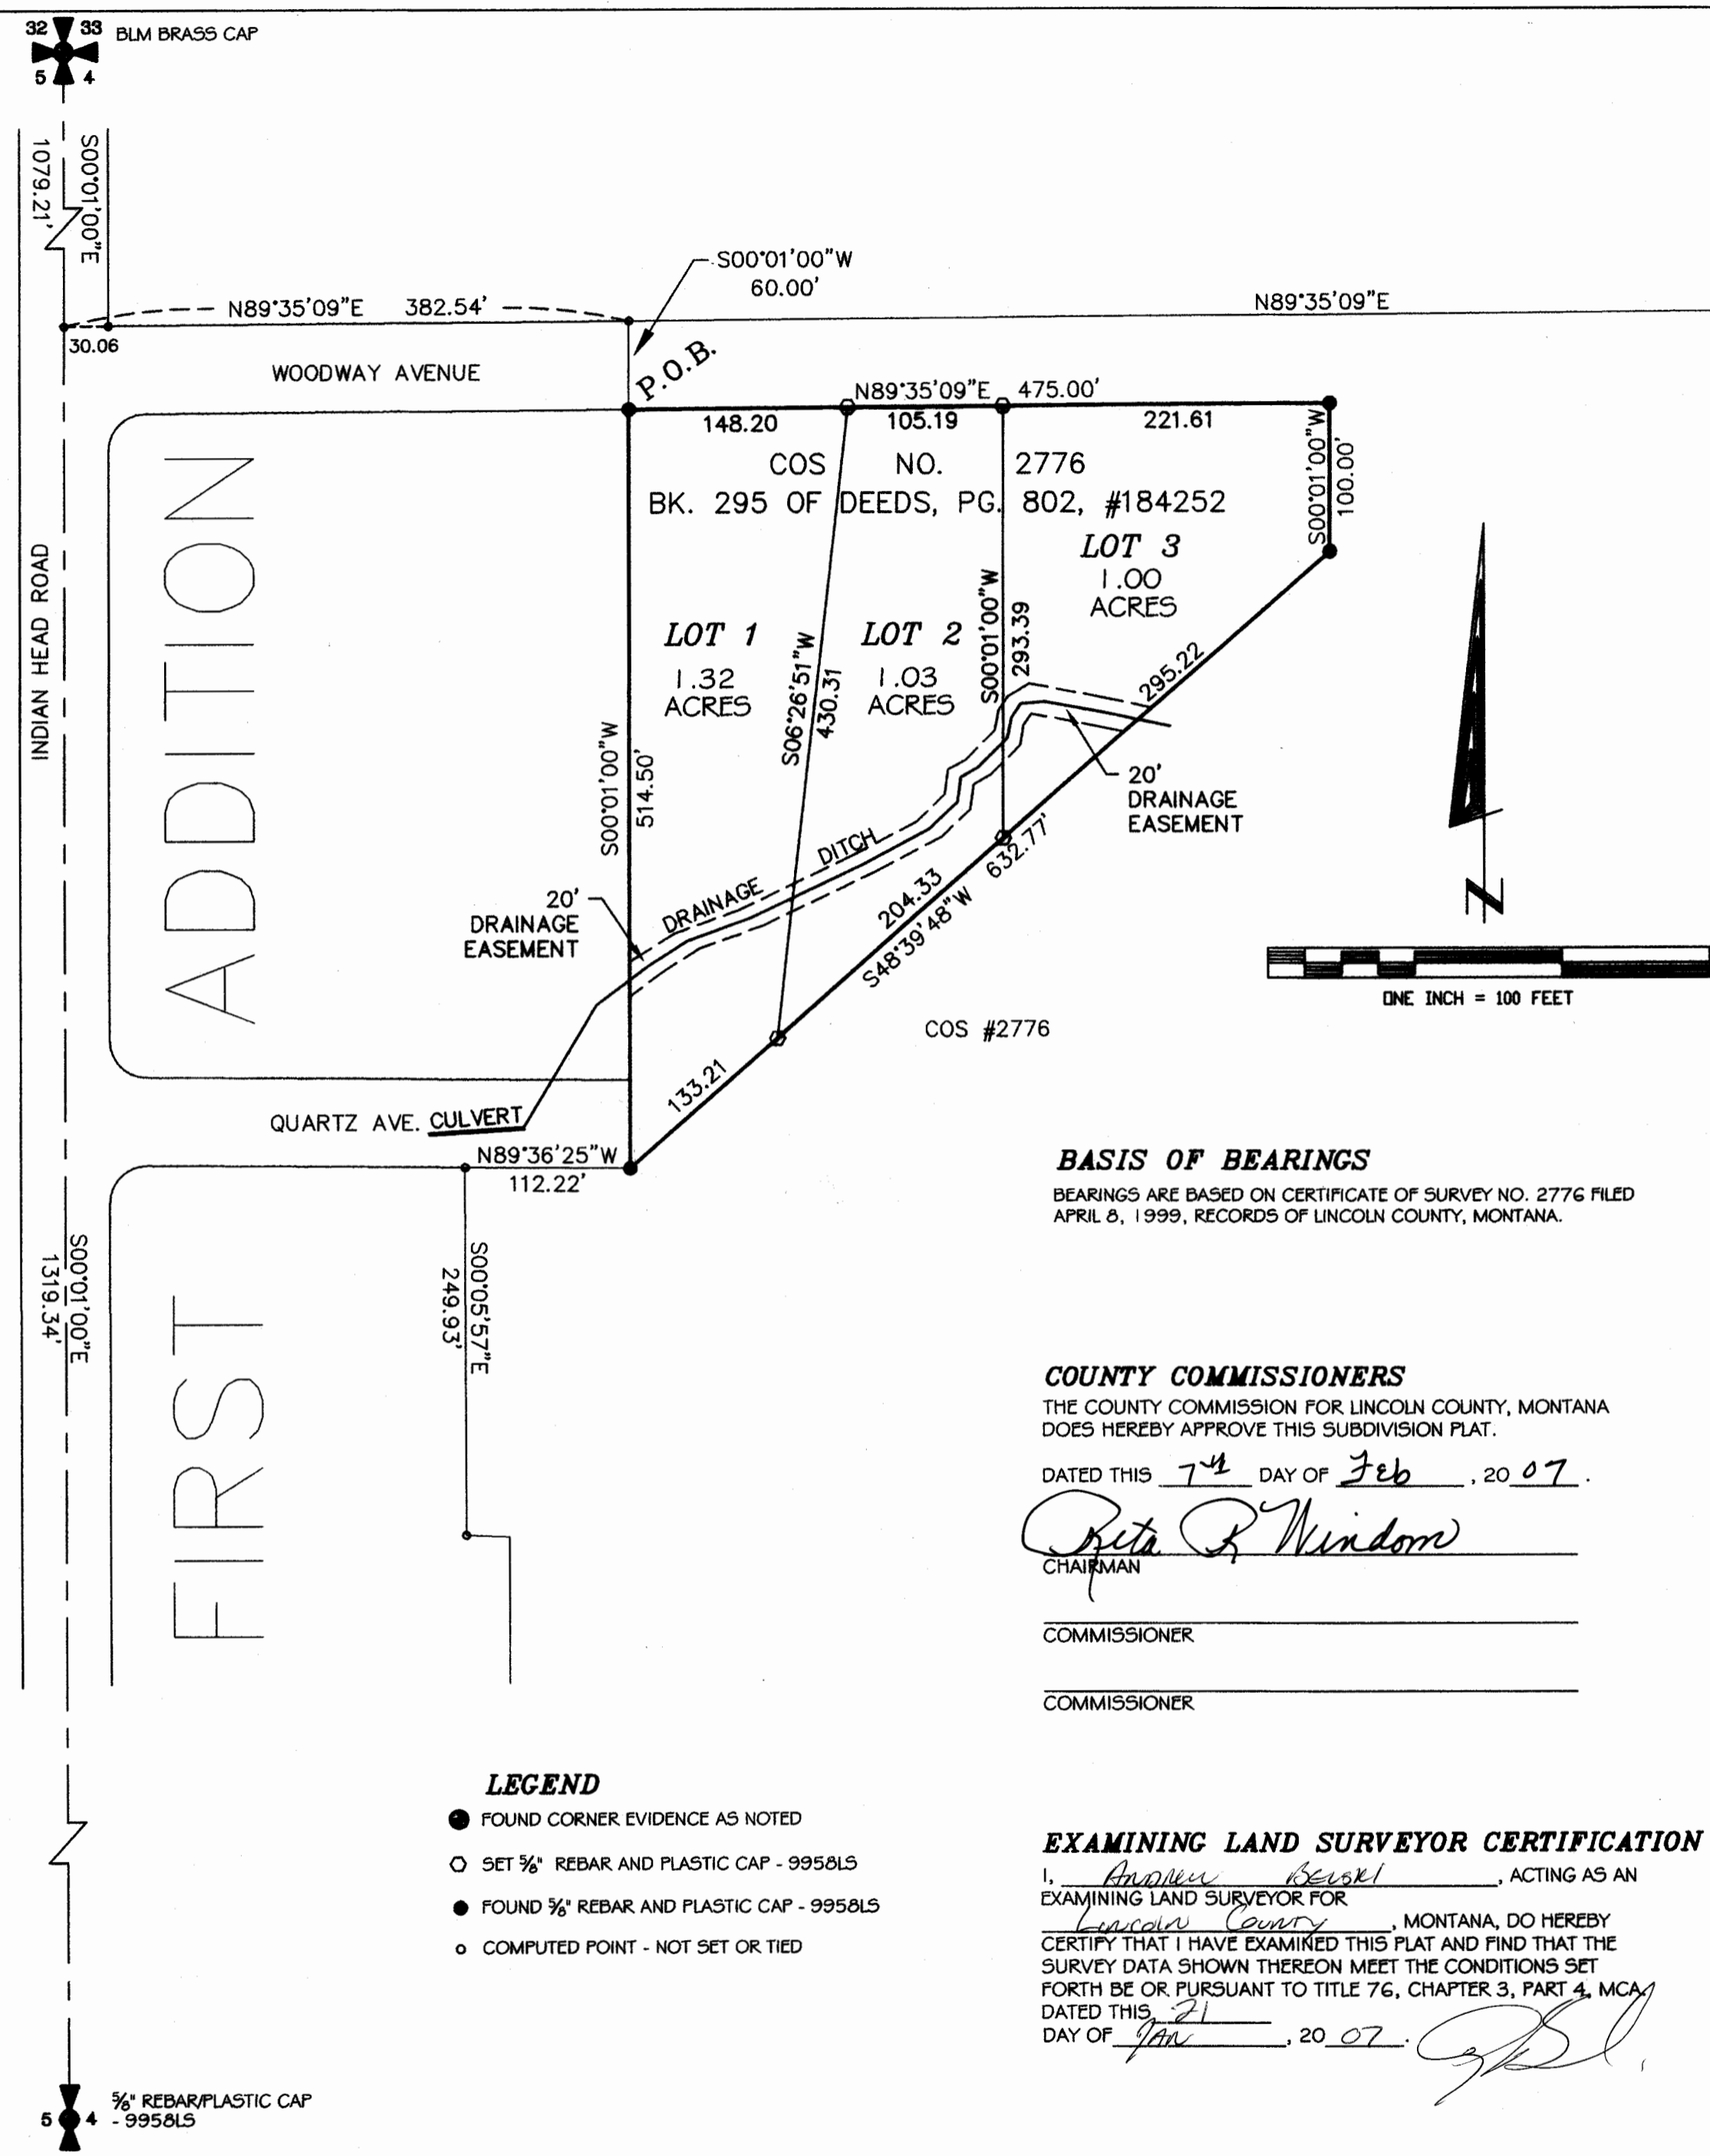 32 33 BLM BRASS CAP
5 4
S00°01'00"E
1079.21'
S00°01'00"W
60.00'
N89°35'09"E 382.54'
N89°35'09"E
30.06
WOODWAY AVENUE
P.O.B.
N89°35'09"E 475.00'
148.20 105.19 221.61
S00°01'00"W
100.00'
COS NO. 2776
BK. 295 OF DEEDS, PG. 802, #184252
LOT 3
1.00
ACRES
LOT 1
1.32
ACRES
LOT 2
1.03
ACRES
S06°26'51"W
430.31
S00°01'00"W
293.39
295.22
S00°01'00"W
514.50'
INDIAN HEAD ROAD
ADDITION
20'
DRAINAGE
EASEMENT
DRAINAGE DITCH
20'
DRAINAGE
EASEMENT
204.33
S48°39'48"W 632.77'
133.21
COS #2776
N
ONE INCH = 100 FEET
QUARTZ AVE. CULVERT
N89°36'25"W
112.22'
S00°05'57"E
249.93'
S00°01'00"E
1319.34'
FIRST
BASIS OF BEARINGS
BEARINGS ARE BASED ON CERTIFICATE OF SURVEY NO. 2776 FILED
APRIL 8, 1999, RECORDS OF LINCOLN COUNTY, MONTANA.
COUNTY COMMISSIONERS
THE COUNTY COMMISSION FOR LINCOLN COUNTY, MONTANA
DOES HEREBY APPROVE THIS SUBDIVISION PLAT.
DATED THIS 7th DAY OF Feb, 20 07.
Rita R Windom
CHAIRMAN
COMMISSIONER
COMMISSIONER
LEGEND
FOUND CORNER EVIDENCE AS NOTED
SET 5/8" REBAR AND PLASTIC CAP - 9958LS
FOUND 5/8" REBAR AND PLASTIC CAP - 9958LS
COMPUTED POINT - NOT SET OR TIED
EXAMINING LAND SURVEYOR CERTIFICATION
I, Andrew Belski, ACTING AS AN
EXAMINING LAND SURVEYOR FOR
Lincoln County, MONTANA, DO HEREBY
CERTIFY THAT I HAVE EXAMINED THIS PLAT AND FIND THAT THE
SURVEY DATA SHOWN THEREON MEET THE CONDITIONS SET
FORTH BE OR PURSUANT TO TITLE 76, CHAPTER 3, PART 4, MCA.
DATED THIS 21
DAY OF JAN, 20 07.
5/8" REBAR/PLASTIC CAP
5 4 - 9958LS